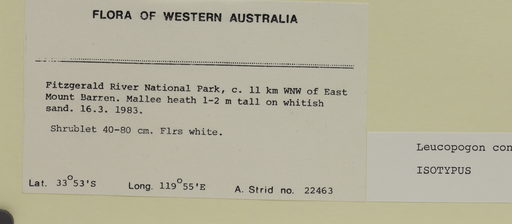 FLORA OF WESTERN AUSTRALIA
Fitzgerald River National Park, c. 11 km WNW of East
Mount Barren. Mallee heath 1-2 m tall on whitish
sand. 16.3. 1983.
Shrublet 40-80 cm. Flrs white.
Lat. 33°53'S Long. 119°55'E A. Strid no. 22463
Leucopogon con
ISOTYPUS